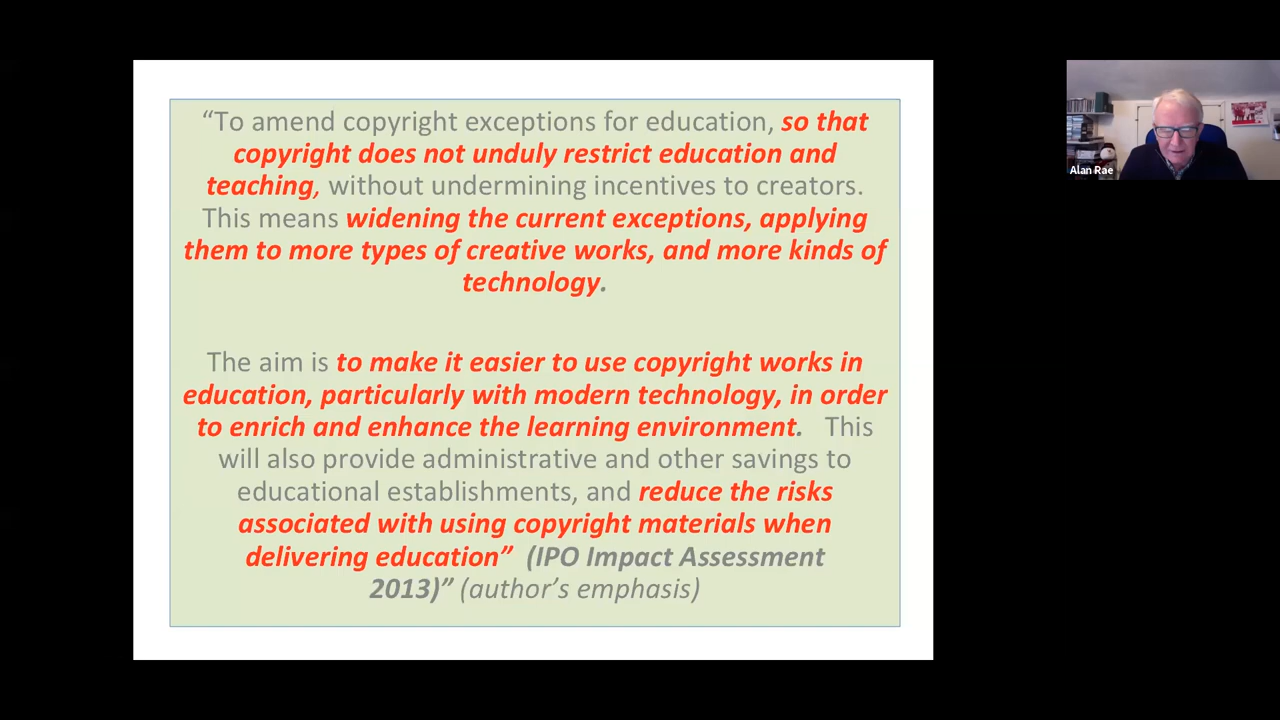 “To amend copyright exceptions for education, so that
copyright does not unduly restrict education and
teaching, without undermining incentives to creators.
This means widening the current exceptions, applying
them to more types of creative works, and more kinds of
technology.
The aim is to make it easier to use copyright works in
education, particularly with modern technology, in order
to enrich and enhance the learning environment. This
will also provide administrative and other savings to
educational establishments, and reduce the risks
associated with using copyright materials when
delivering education” (IPO Impact Assessment
2013)” (author’s emphasis)
Alan Rae